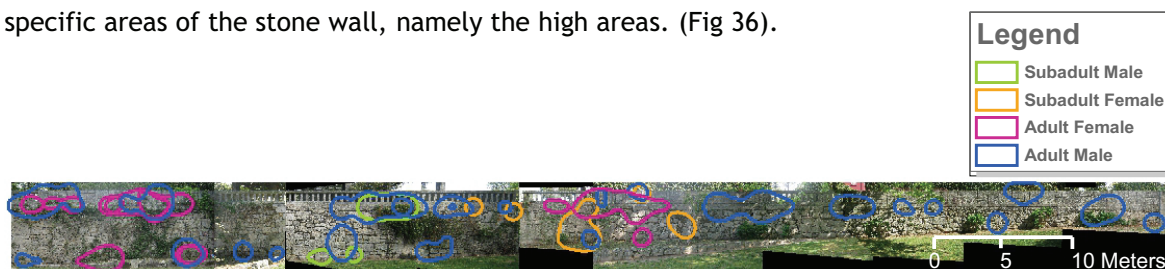 specific areas of the stone wall, namely the high areas. (Fig 36).
Legend
Subadult Male
Subadult Female
Adult Female
Adult Male
0 5 10 Meters